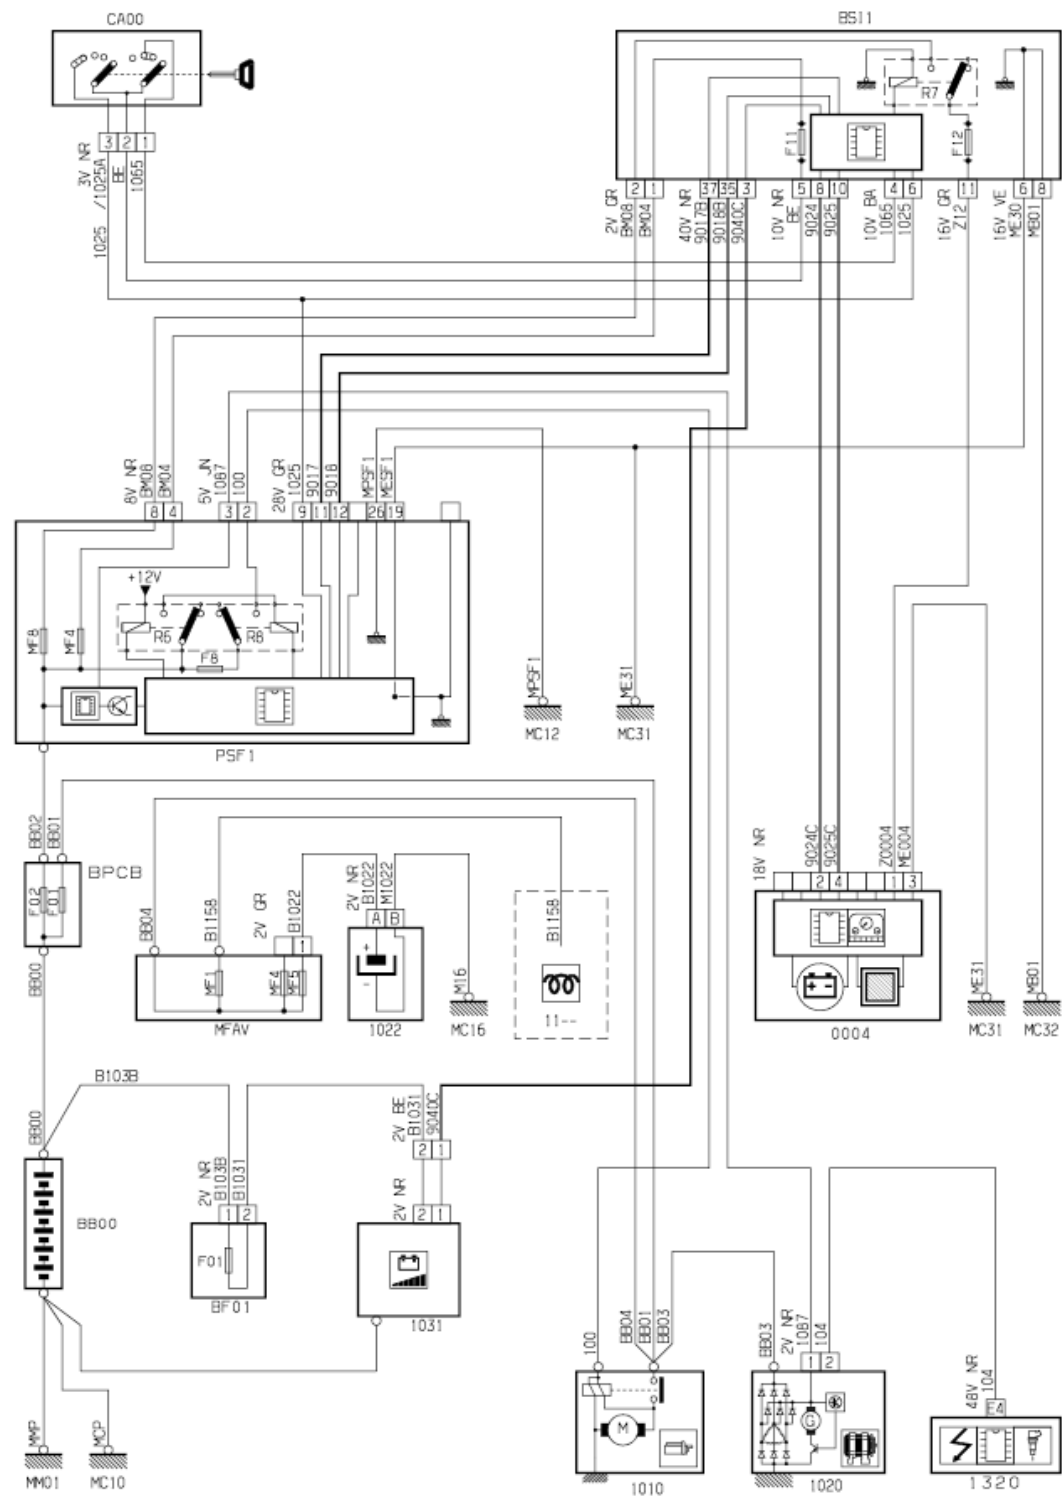 CA00
BSI1
R7
F11
F12
3 2 1
3V NR
1025 /1025A
BE
1065
2 1
37 35 3
5 8 10
4 6
11
6 8
2V GR
BM08
BM04
40V NR
9017B
9018B
9040C
10V NR
BE
9024
9025
10V BA
1065
1025
16V GR
Z12
16V VE
ME30
MB01
8V NR
BM08
BM04
5V JN
1087
100
28V GR
1025
9017
9018
MPSF1
MESF1
8 4
3 2
9 11 12 26 19
+12V
MF8
MF4
R6
R8
F8
PSF1
MPSF1
MC12
ME31
MC31
BB02
BB01
BPCB
F02
F01
BB00
BB04
B1158
2V GR
B1022
1
MF1
MF4
MF5
MFAV
2V NR
B1022
M1022
A B
+
-
1022
M16
MC16
B1158
11--
18V NR
9024C
9025C
Z0004
ME004
2 4 1 3
+ -
0004
ME31
MC31
MB01
MC32
B103B
BB00
BB00
2V NR
B103B
B1031
1 2
F01
BF01
2V BE
B1031
9040C
2 1
2V NR
2 1
1031
MMP
MM01
MCP
MC10
100
BB04
BB01
BB03
M
1010
BB03
2V NR
1087
104
1 2
G
1020
48V NR
104
E4
1320